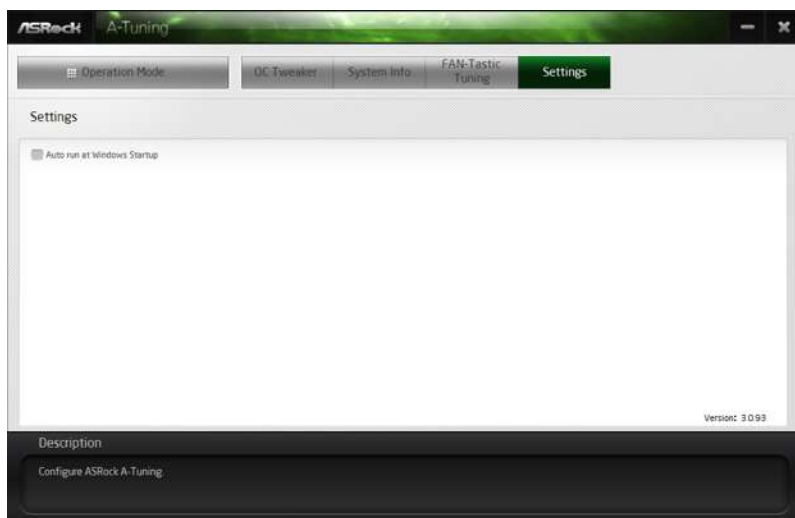 ASRock A-Tuning
Operation Mode
OC Tweaker
System Info
FAN-Tastic
Tuning
Settings
Settings
Auto run at Windows Startup
Version: 3.0.93
Description
Configure ASRock A-Tuning.